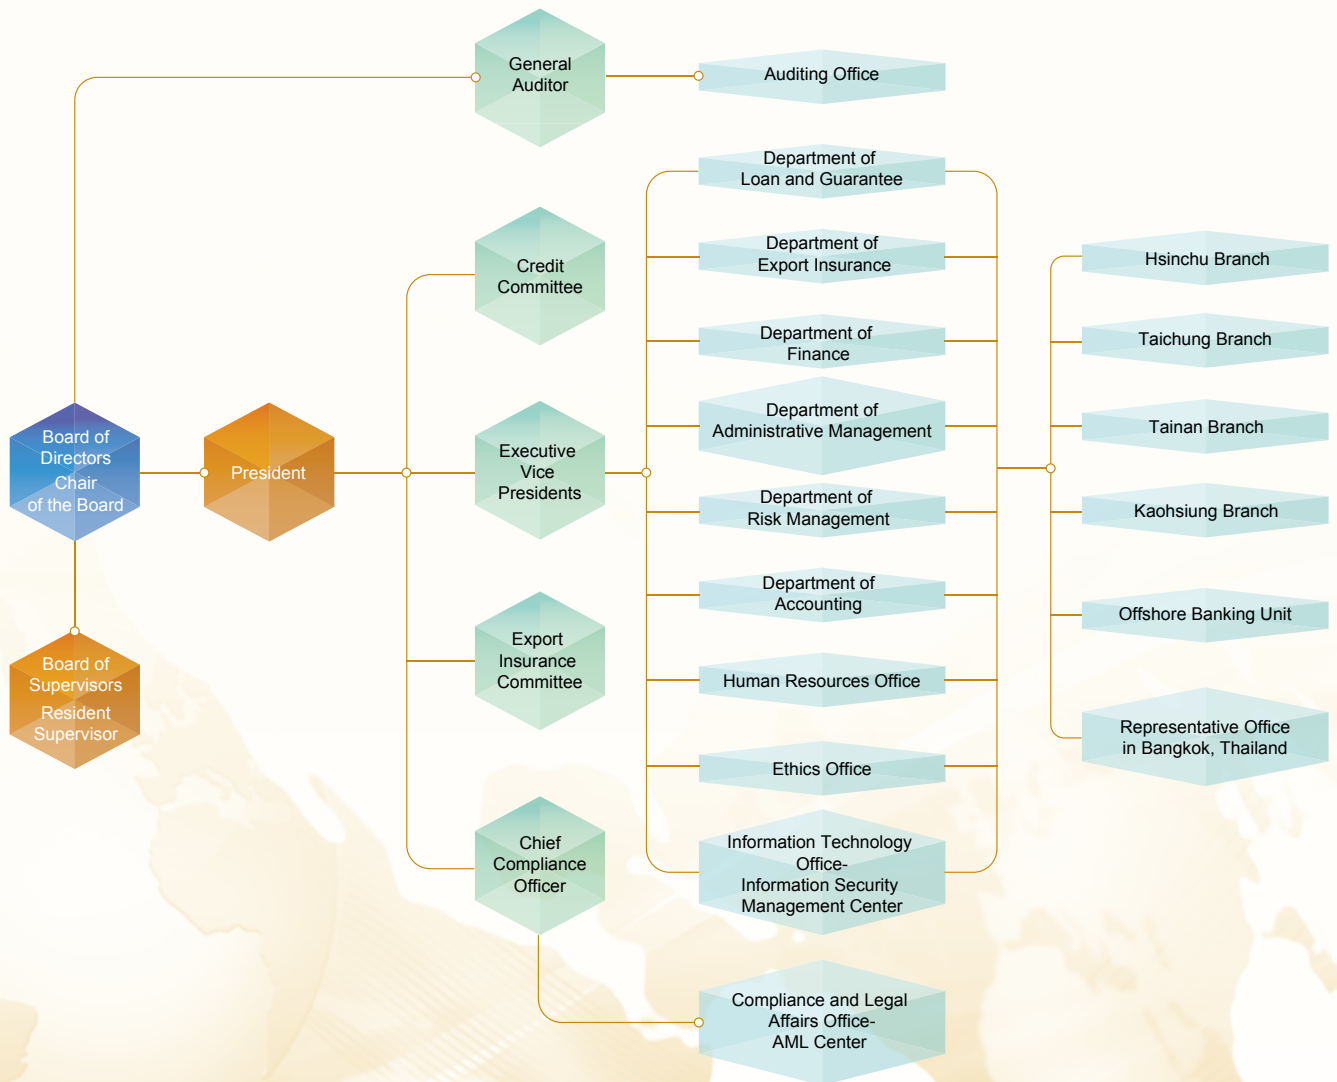 General
Auditor
Auditing Office
Credit
Committee
Board of
Directors
Chair
of the Board
President
Executive
Vice
Presidents
Board of
Supervisors
Resident
Supervisor
Export
Insurance
Committee
Chief
Compliance
Officer
Department of
Loan and Guarantee
Department of
Export Insurance
Department of
Finance
Department of
Administrative Management
Department of
Risk Management
Department of
Accounting
Human Resources Office
Ethics Office
Information Technology
Office-
Information Security
Management Center
Compliance and Legal
Affairs Office-
AML Center
Hsinchu Branch
Taichung Branch
Tainan Branch
Kaohsiung Branch
Offshore Banking Unit
Representative Office
in Bangkok, Thailand